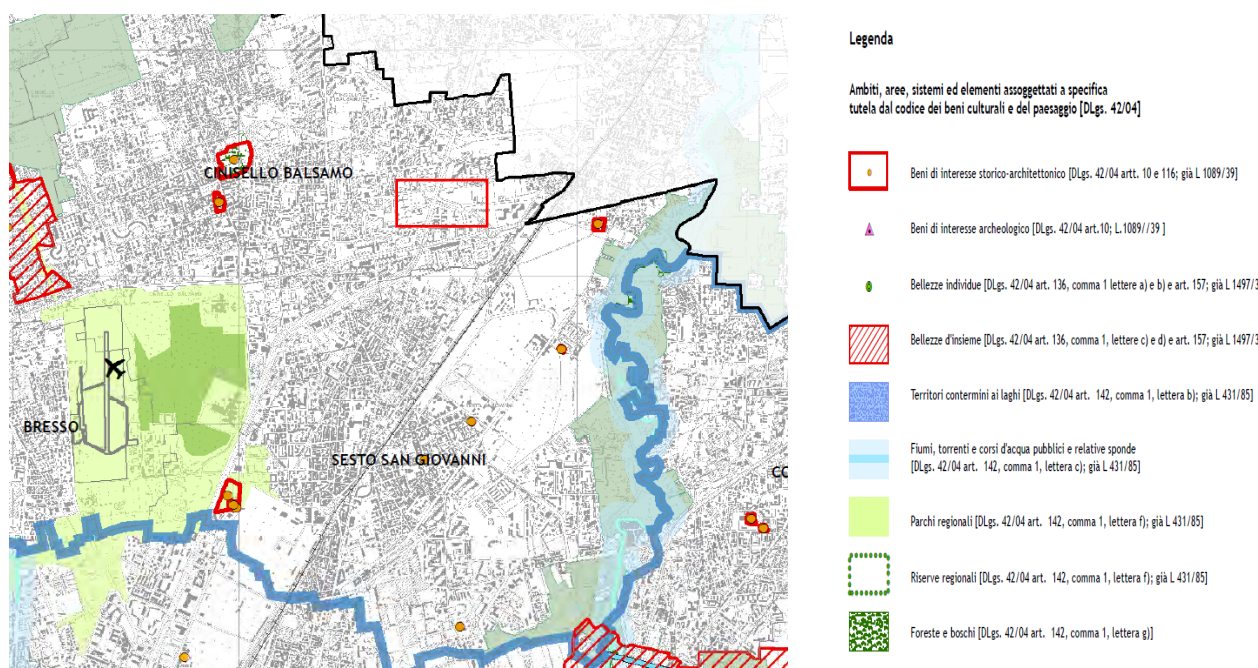 CINISELLO BALSAMO
BRESSO
SESTO SAN GIOVANNI
CO
Legenda
Ambiti, aree, sistemi ed elementi assoggettati a specifica
tutela dal codice dei beni culturali e del paesaggio [DLgs. 42/04]
Beni di interesse storico-architettonico [DLgs. 42/04 artt. 10 e 116; già L 1089/39]
Beni di interesse archeologico [DLgs. 42/04 art.10; L.1089//39 ]
Bellezze individue [DLgs. 42/04 art. 136, comma 1 lettere a) e b) e art. 157; già L 1497/3
Bellezze d'insieme [DLgs. 42/04 art. 136, comma 1, lettere c) e d) e art. 157; già L 1497/3
Territori contermini ai laghi [DLgs. 42/04 art. 142, comma 1, lettera b); già L 431/85]
Fiumi, torrenti e corsi d'acqua pubblici e relative sponde
[DLgs. 42/04 art. 142, comma 1, lettera c); già L 431/85]
Parchi regionali [DLgs. 42/04 art. 142, comma 1, lettera f); già L 431/85]
Riserve regionali [DLgs. 42/04 art. 142, comma 1, lettera f); già L 431/85]
Foreste e boschi [DLgs. 42/04 art. 142, comma 1, lettera g)]